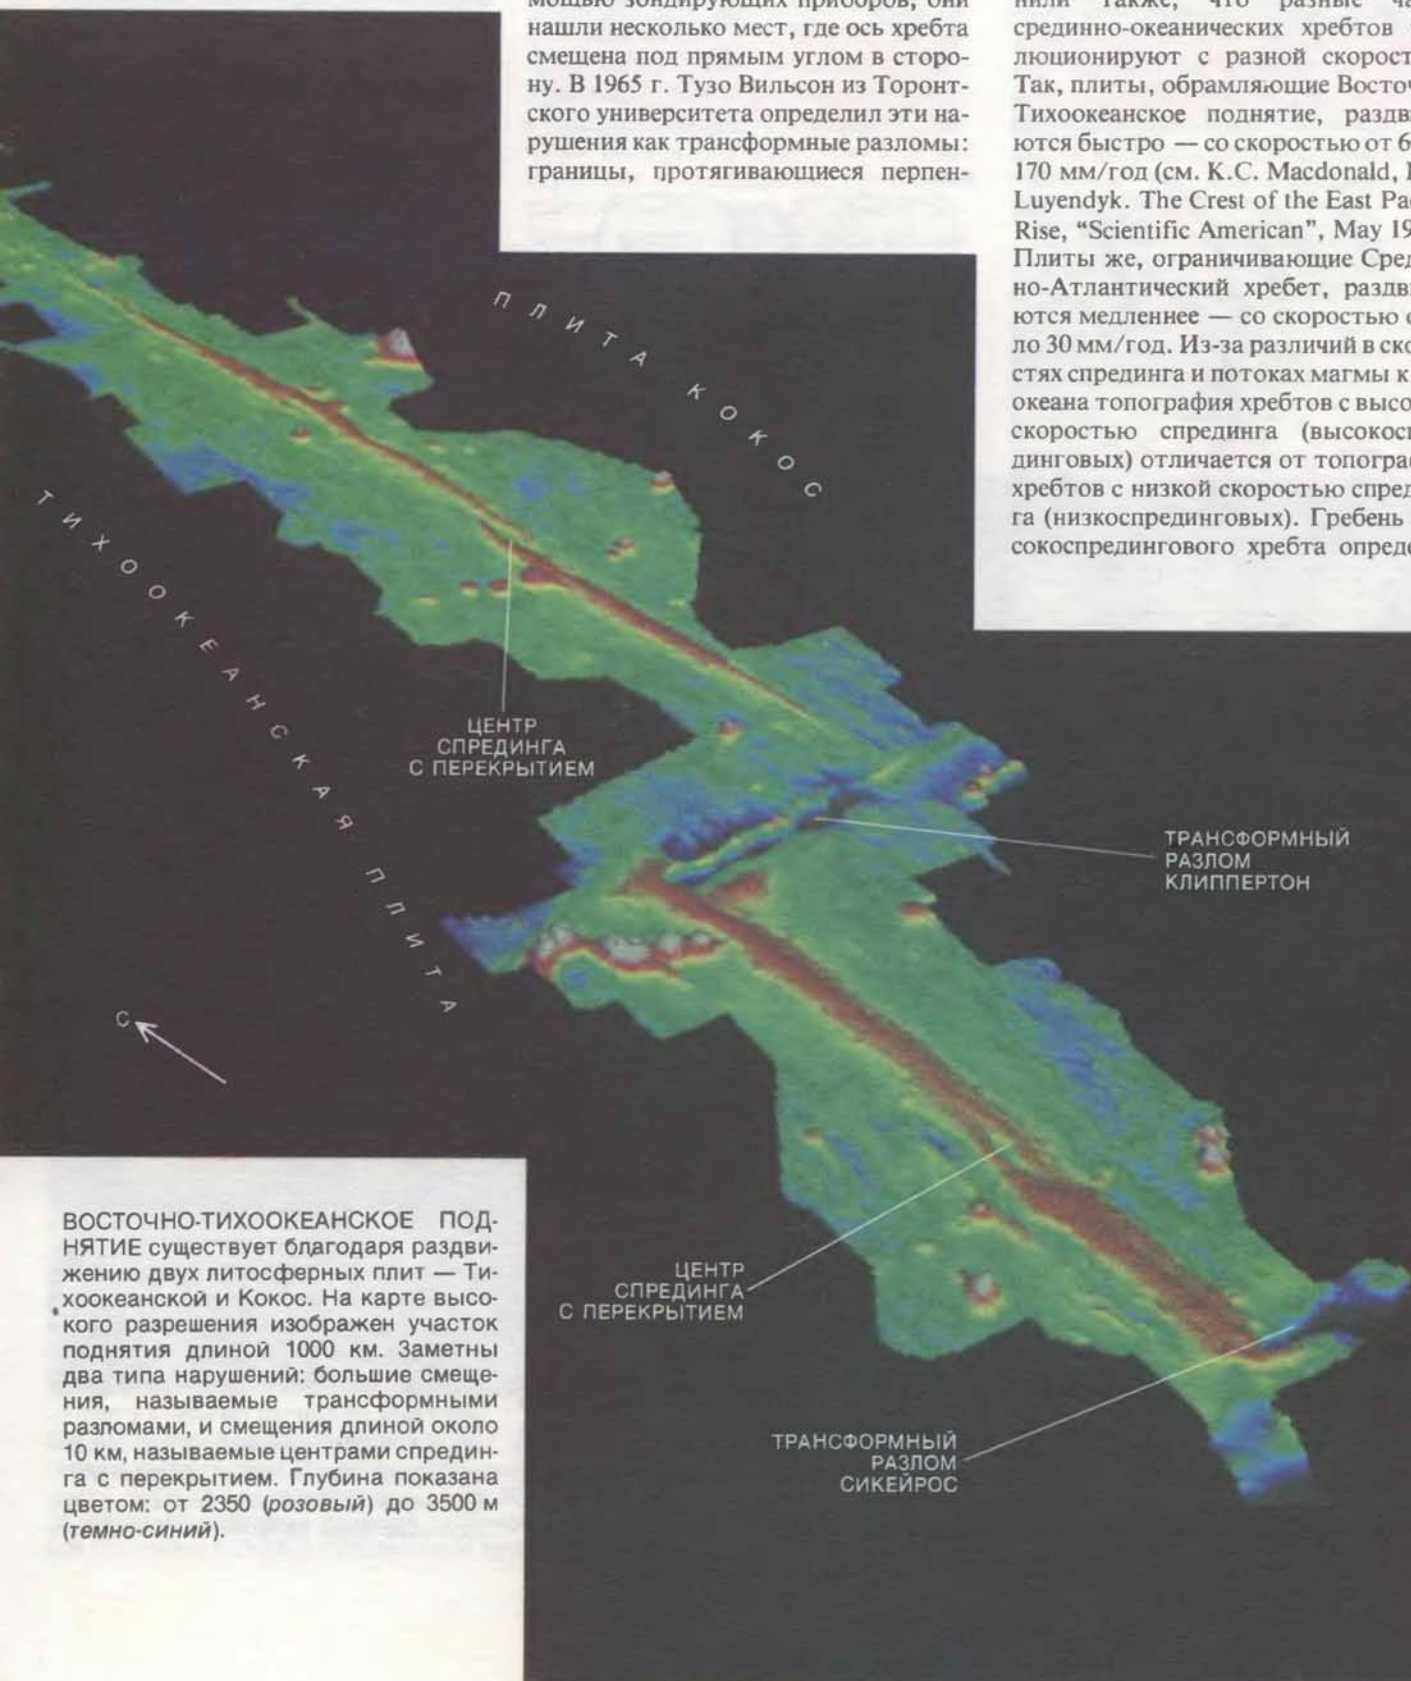 мощью зондирующих приборов, они
нашли несколько мест, где ось хребта
смещена под прямым углом в сторо-
ну. В 1965 г. Тузо Вильсон из Торонт-
ского университета определил эти на-
рушения как трансформные разломы:
границы, протягивающиеся перпен-
нили также, что разные ча
срединно-океанических хребтов
люционируют с разной скорост
Так, плиты, обрамляющие Восточ
Тихоокеанское поднятие, раздви
ются быстро — со скоростью от 6
170 мм/год (см. K.C. Macdonald,
Luyendyk. The Crest of the East Pa
Rise, “Scientific American”, May 19
Плиты же, ограничивающие Сред
но-Атлантический хребет, раздви
ются медленнее — со скоростью о
ло 30 мм/год. Из-за различий в ско
стях спрединга и потоках магмы к
океана топография хребтов с высо
скоростью спрединга (высокосп
динговых) отличается от топогра
хребтов с низкой скоростью спред
га (низкоспрединговых). Гребень
сокоспредингового хребта опреде
ПЛИТА КОКОС
ТИХООКЕАНСКАЯ ПЛИТА
ЦЕНТР
СПРЕДИНГА
С ПЕРЕКРЫТИЕМ
ТРАНСФОРМНЫЙ
РАЗЛОМ
КЛИППЕРТОН
С
ЦЕНТР
СПРЕДИНГА
С ПЕРЕКРЫТИЕМ
ТРАНСФОРМНЫЙ
РАЗЛОМ
СИКЕЙРОС
ВОСТОЧНО-ТИХООКЕАНСКОЕ ПОД-
НЯТИЕ существует благодаря раздви-
жению двух литосферных плит — Ти-
хоокеанской и Кокос. На карте высо-
кого разрешения изображен участок
поднятия длиной 1000 км. Заметны
два типа нарушений: большие смеще-
ния, называемые трансформными
разломами, и смещения длиной около
10 км, называемые центрами спредин-
га с перекрытием. Глубина показана
цветом: от 2350 (розовый) до 3500 м
(темно-синий).